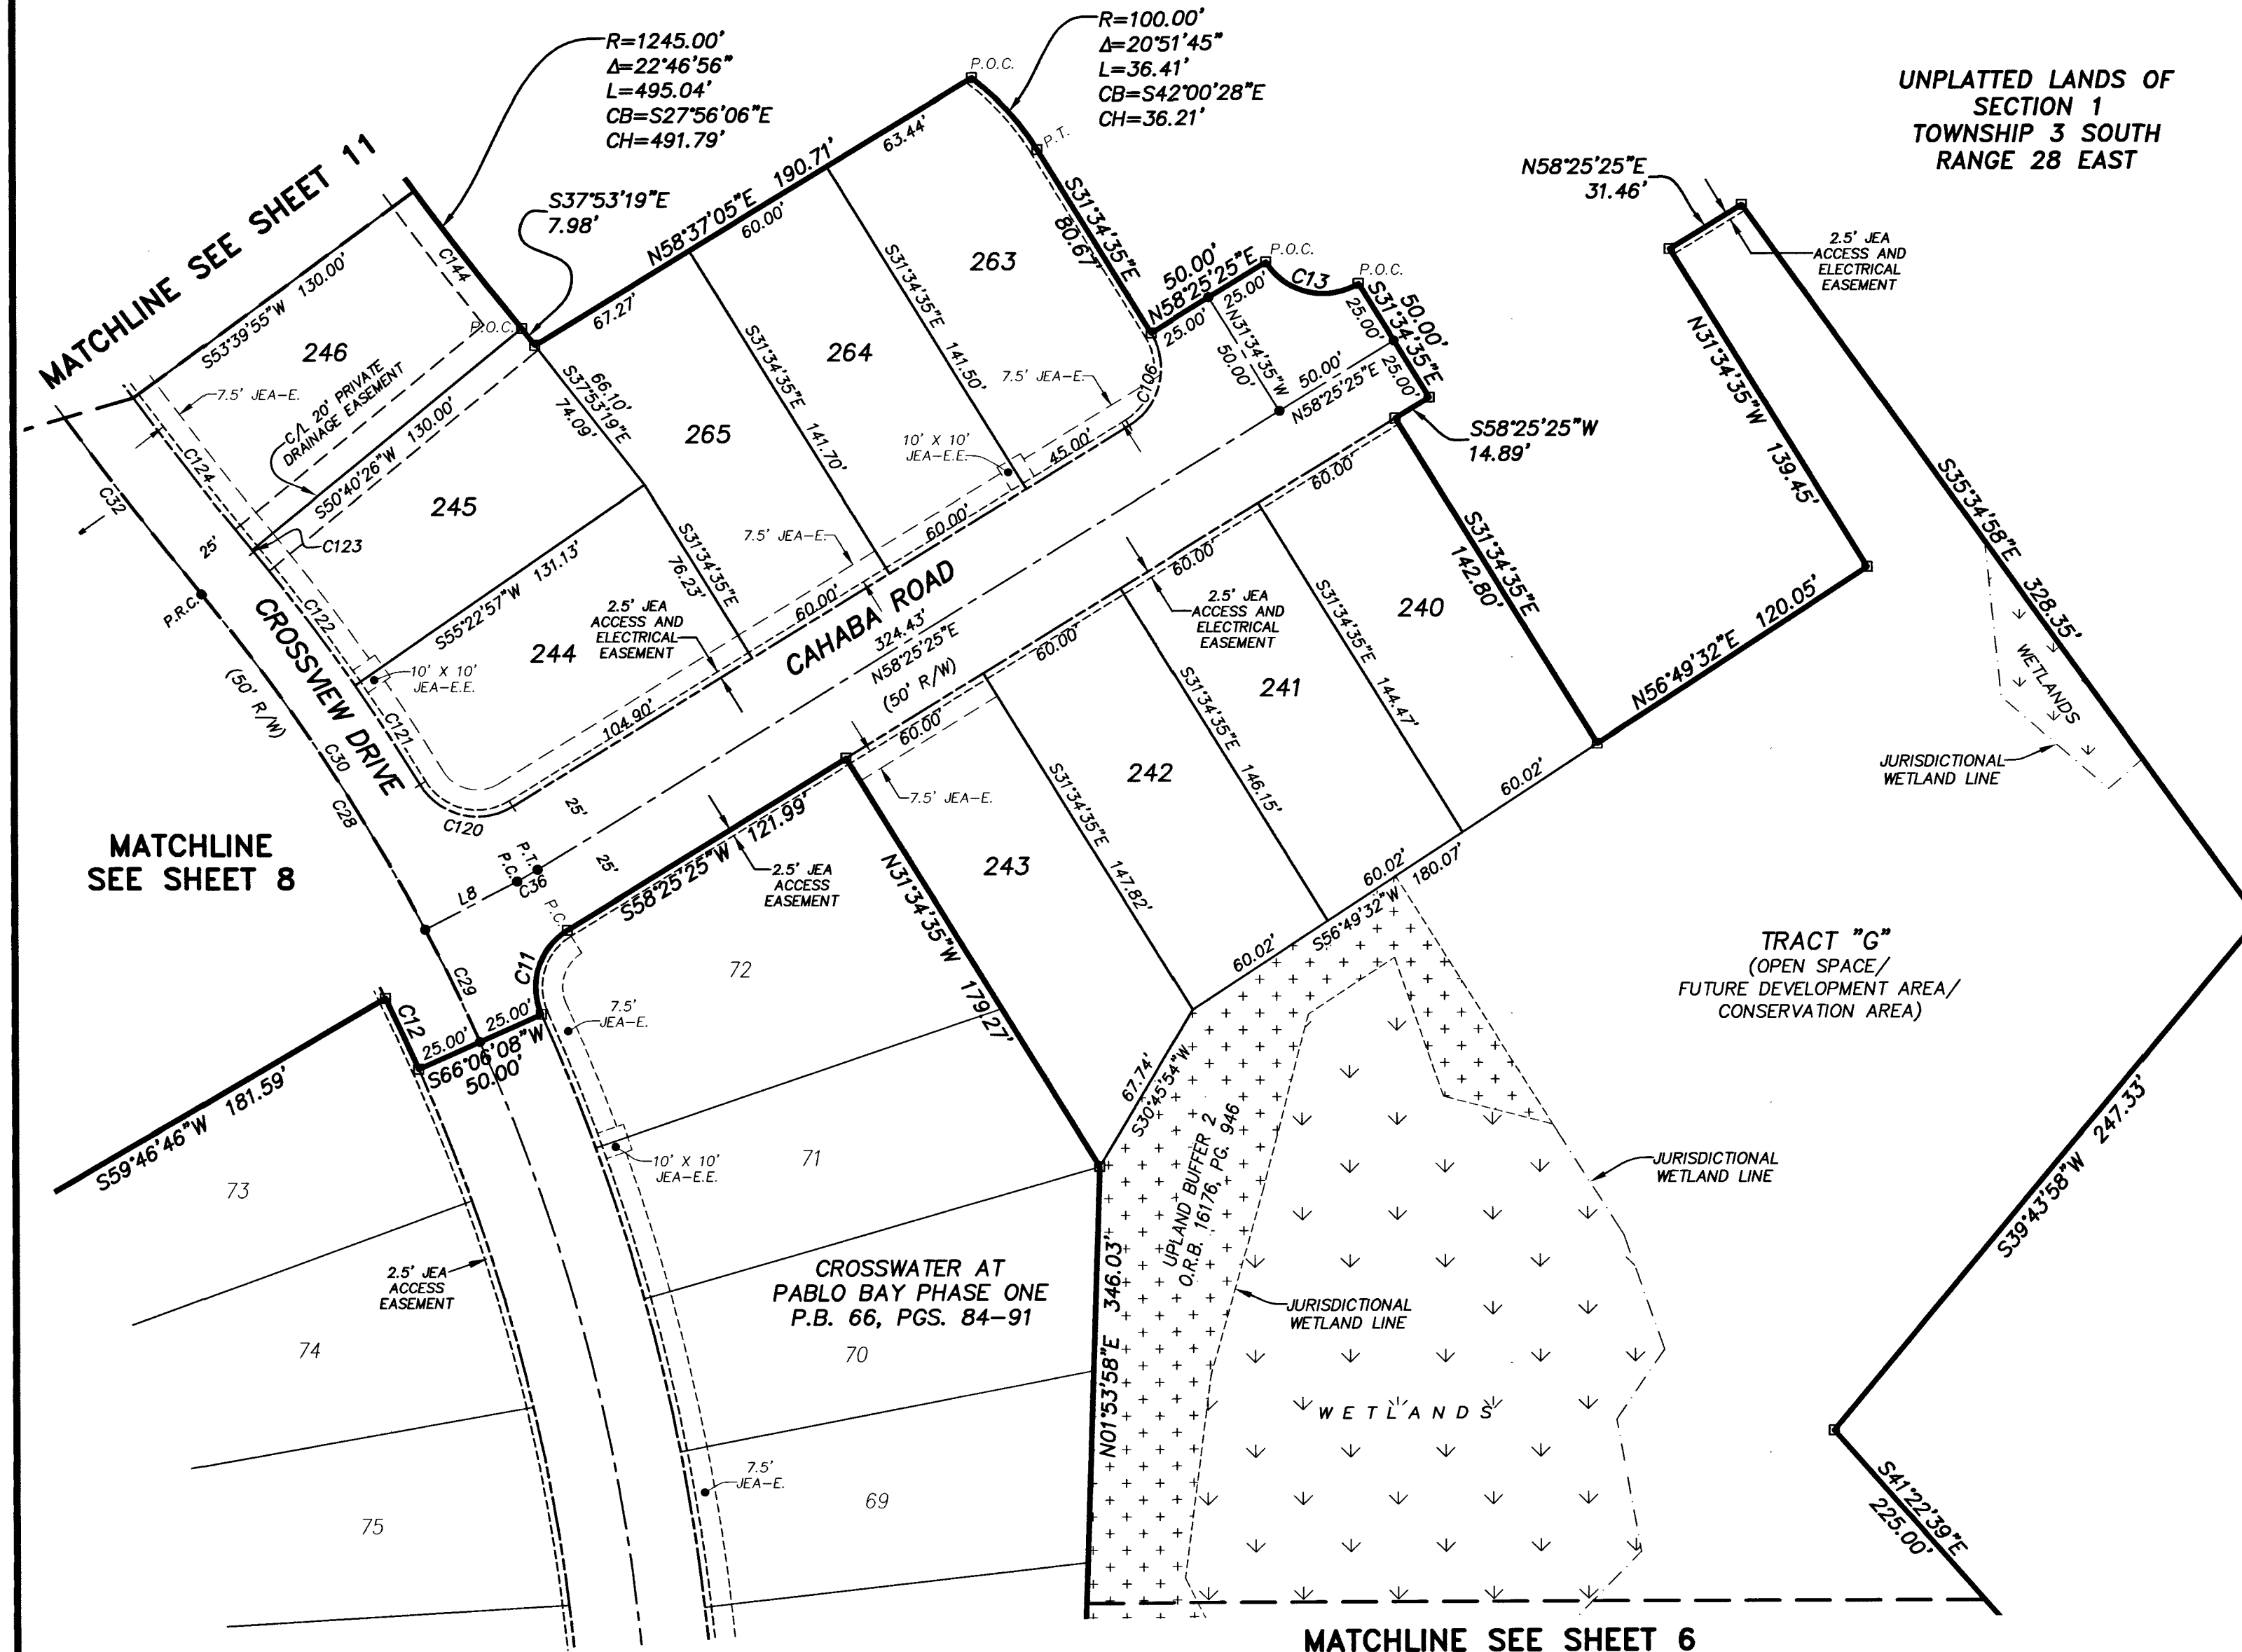 R=1245.00'
Δ=22°46'56"
L=495.04'
CB=S27°56'06"E
CH=491.79'
R=100.00'
Δ=20°51'45"
L=36.41'
CB=S42°00'28"E
CH=36.21'
P.O.C.
P.T.
UNPLATTED LANDS OF
SECTION 1
TOWNSHIP 3 SOUTH
RANGE 28 EAST
MATCHLINE SEE SHEET 11
S37°53'19"E
7.98'
N58°37'05"E 190.71'
67.27'
60.00'
63.44'
S31°34'35"E
80.67'
N58°25'25"E
31.46'
2.5' JEA
ACCESS AND
ELECTRICAL
EASEMENT
C144
S53°39'55"W 130.00'
246
P.O.C.
7.5' JEA-E.
C/L 20' PRIVATE
DRAINAGE EASEMENT
130.00'
S50°40'26"W
245
C124
C123
C32
25'
P.R.C.
C122
CROSSVIEW DRIVE
(50' R/W)
C30
C28
C121
C120
S55°22'57"W 131.13'
10' X 10'
JEA-E.E.
244
66.10'
S37°53'19"E
74.09'
265
S31°34'35"E
76.23'
S31°34'35"E
141.70'
264
S31°34'35"E
141.50'
263
7.5' JEA-E.
10' X 10'
JEA-E.E.
45.00'
C106
7.5' JEA-E.
60.00'
60.00'
104.90'
2.5' JEA
ACCESS AND
ELECTRICAL
EASEMENT
CAHABA ROAD
324.43'
N58°25'25"E
(50' R/W)
50.00'
N58°25'25"E
25.00'
25.00'
P.O.C.
C13
P.O.C.
S31°34'35"E
50.00'
25.00'
25.00'
N31°34'35"W
50.00'
50.00'
N58°25'25"E
S58°25'25"W
14.89'
60.00'
60.00'
60.00'
60.00'
2.5' JEA
ACCESS AND
ELECTRICAL
EASEMENT
S31°34'35"E
142.80'
240
S31°34'35"E 144.47'
241
S31°34'35"E 146.15'
242
S31°34'35"E 147.82'
243
7.5' JEA-E.
N31°34'35"W 179.27'
N31°34'35"W 139.45'
N56°49'32"E 120.05'
S35°34'58"E 328.35'
WETLANDS
JURISDICTIONAL
WETLAND LINE
60.02'
60.02'
60.02'
S56°49'32"W 180.07'
67.74'
S30°45'54"W
MATCHLINE
SEE SHEET 8
L8
P.C.
P.T.
C36
25'
25'
P.C.
S58°25'25"W 121.99'
2.5' JEA
ACCESS
EASEMENT
C11
C29
C12
25.00'
25.00'
S66°06'08"W
50.00'
S59°46'46"W 181.59'
72
7.5'
JEA-E.
10' X 10'
JEA-E.E.
71
73
74
75
2.5' JEA
ACCESS
EASEMENT
CROSSWATER AT
PABLO BAY PHASE ONE
P.B. 66, PGS. 84-91
70
69
7.5'
JEA-E.
N01°53'58"E 346.03'
UPLAND BUFFER 2
O.R.B. 16176, PG. 946
JURISDICTIONAL
WETLAND LINE
JURISDICTIONAL
WETLAND LINE
WETLANDS
TRACT "G"
(OPEN SPACE/
FUTURE DEVELOPMENT AREA/
CONSERVATION AREA)
S39°43'58"W 247.33'
S41°22'39"E
225.00'
MATCHLINE SEE SHEET 6